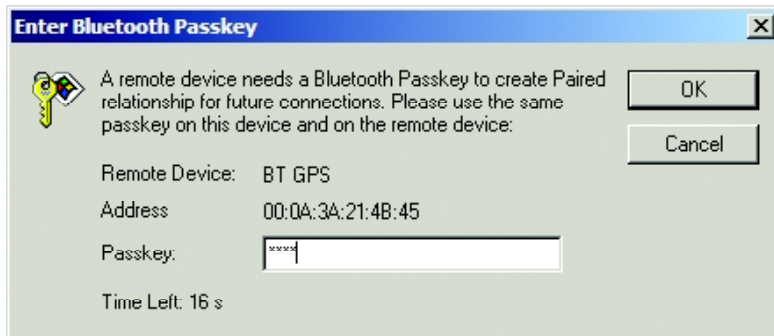 Enter Bluetooth Passkey
A remote device needs a Bluetooth Passkey to create Paired
relationship for future connections. Please use the same
passkey on this device and on the remote device:
OK
Cancel
Remote Device: BT GPS
Address 00:0A:3A:21:4B:45
Passkey: ****
Time Left: 16 s